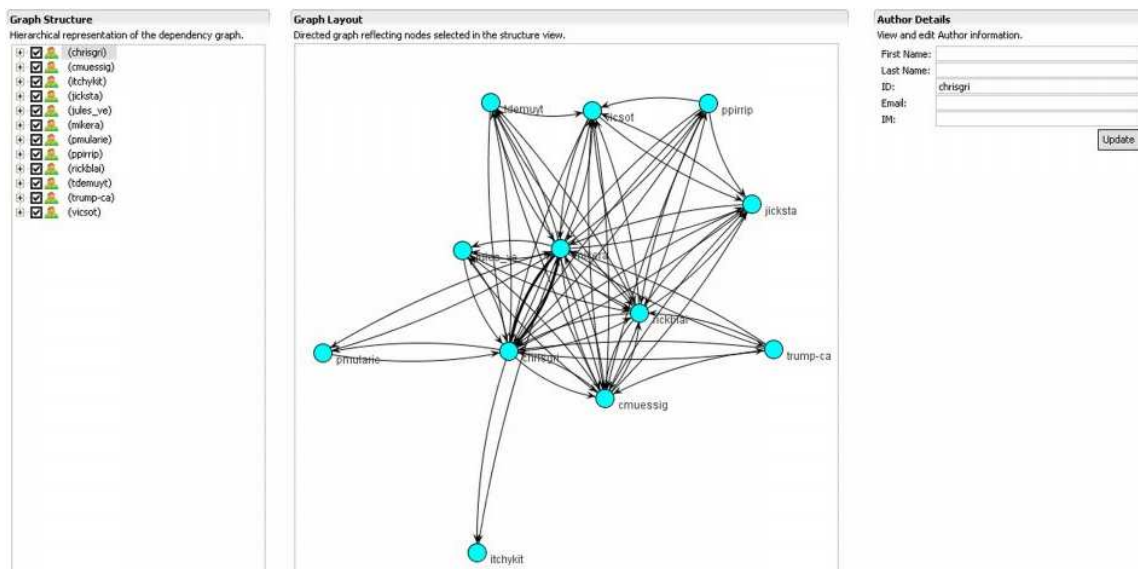 Graph Structure
Hierarchical representation of the dependency graph.
(chrisgri)
(cmuessig)
(itchykit)
(jicksta)
(jules_ve)
(mikera)
(pmularie)
(ppirrip)
(rickblai)
(tdemuyt)
(trump-ca)
(vicsot)
Graph Layout
Directed graph reflecting nodes selected in the structure view.
tdemuyt
vicsot
ppirrip
jicksta
jules_ve
mikera
rickblai
pmularie
chrisgri
trump-ca
cmuessig
itchykit
Author Details
View and edit Author information.
First Name:
Last Name:
ID: chrisgri
Email:
IM:
Update